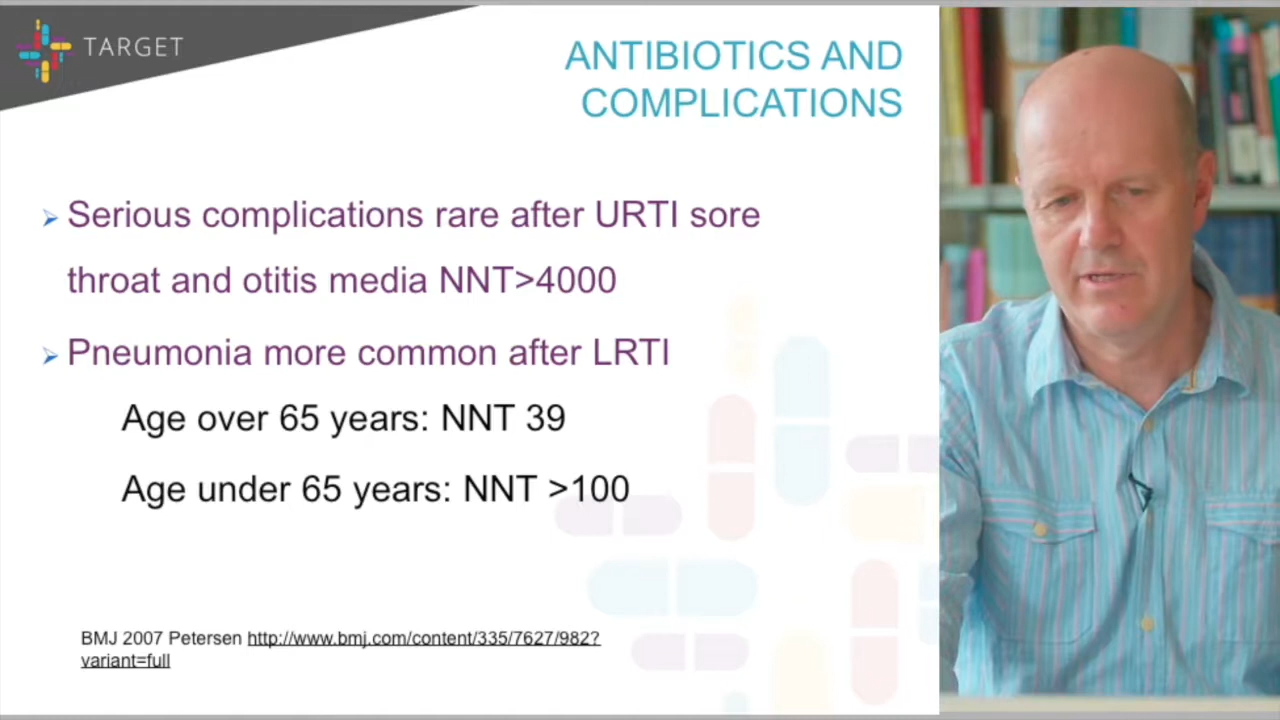 TARGET
ANTIBIOTICS AND
COMPLICATIONS
➢ Serious complications rare after URTI sore
throat and otitis media NNT>4000
➢ Pneumonia more common after LRTI
Age over 65 years: NNT 39
Age under 65 years: NNT >100
BMJ 2007 Petersen http://www.bmj.com/content/335/7627/982?
variant=full